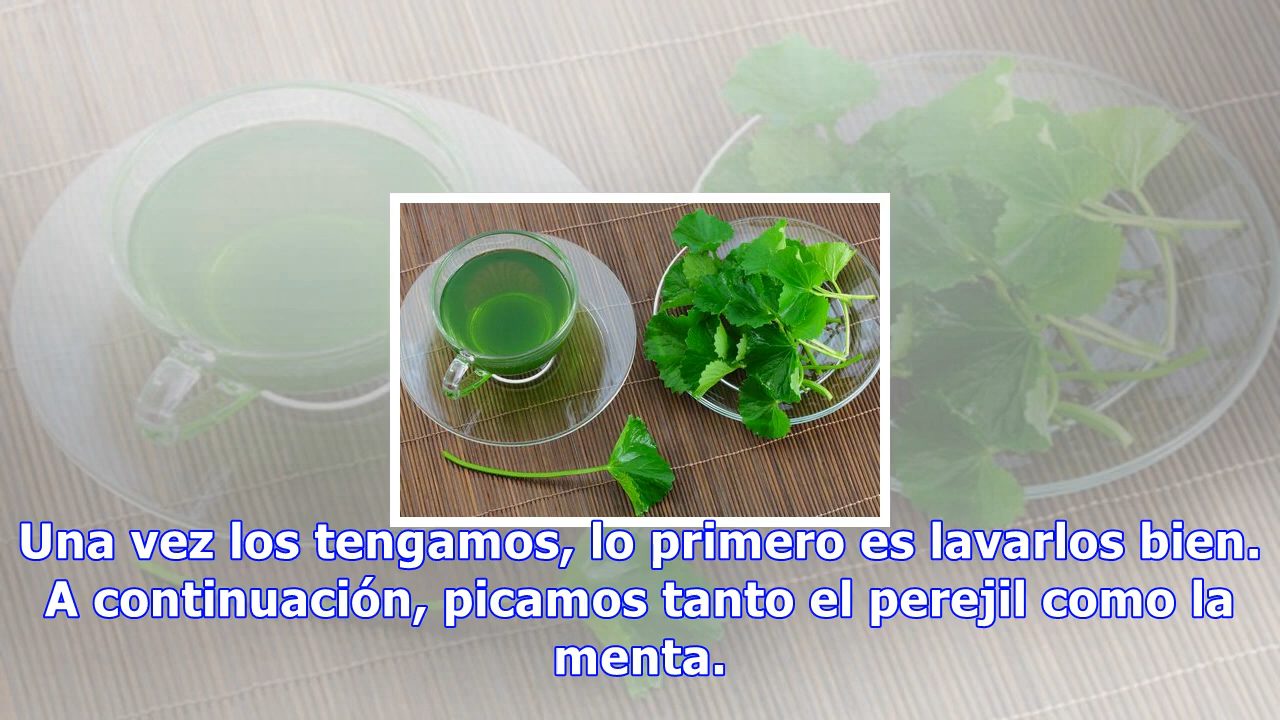 Una vez los tengamos, lo primero es lavarlos bien.
A continuación, picamos tanto el perejil como la
menta.